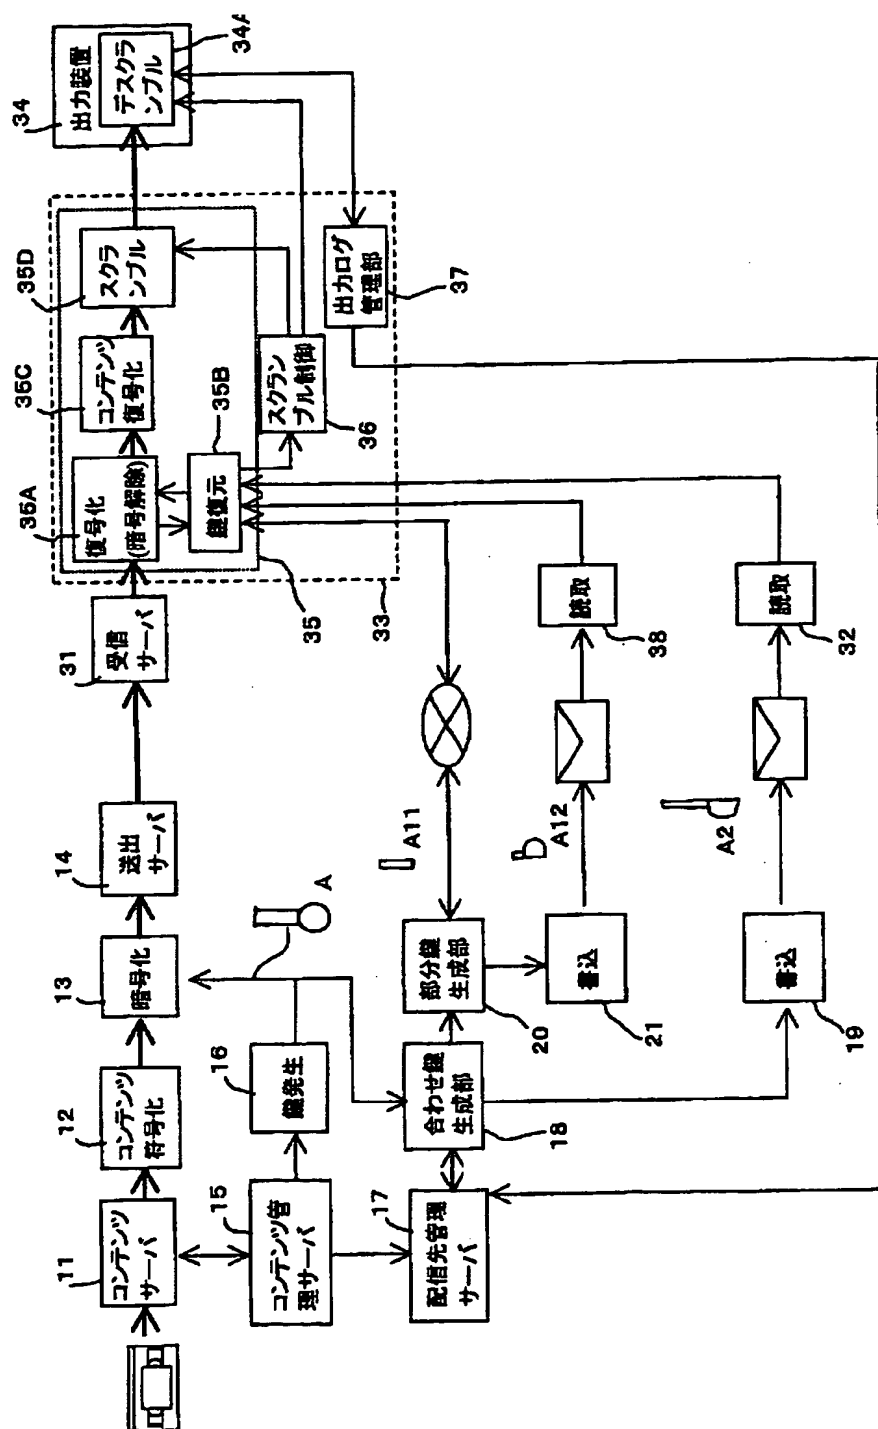 11
コンテンツ
サーバ
12
コンテンツ
符号化
13
暗号化
14
送出
サーバ
31
受信
サーバ
35A
復号化
(暗号解除)
35C
コンテンツ
復号化
35D
スクラ
ンブル
34
出力装置
デスクラ
ンブル
34A
35B
鍵復元
スクラン
ブル制御
36
出力ログ
管理部
37
35
33
15
コンテンツ管
理サーバ
16
鍵発生
A
17
配信先管理
サーバ
合わせ鍵
生成部
18
部分鍵
生成部
20
A11
書込
21
A12
読取
38
書込
19
A2
読取
32